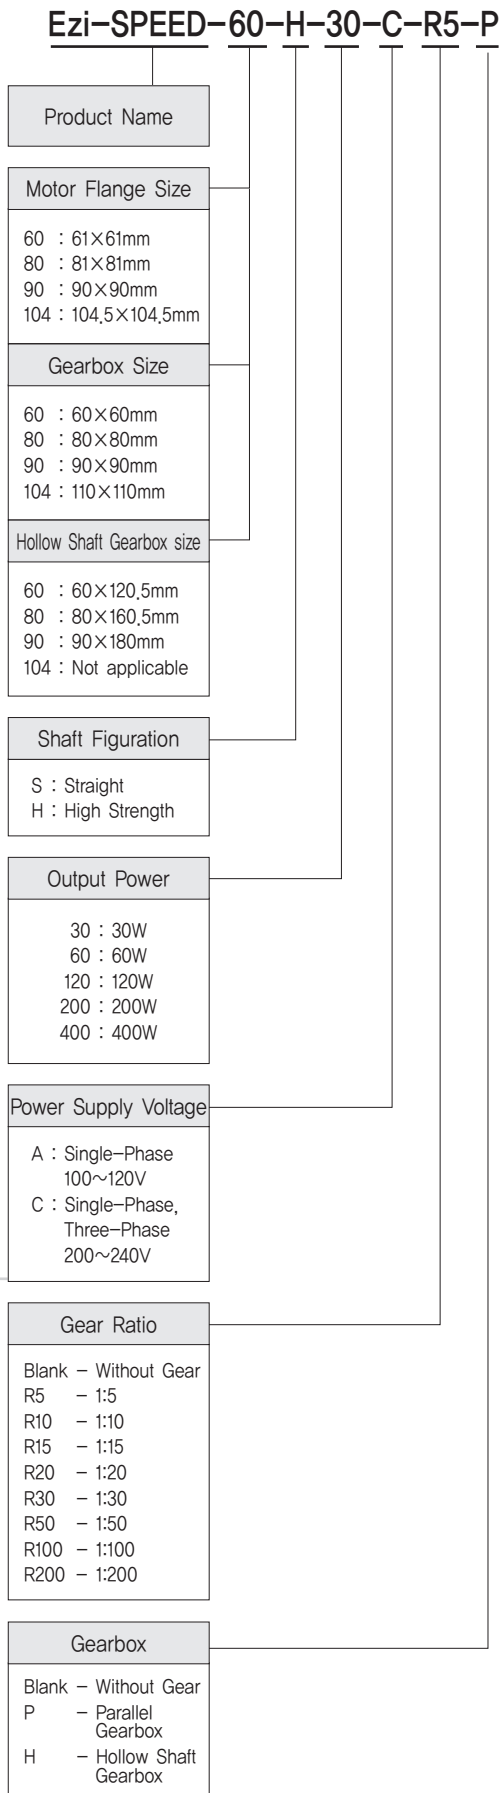 Ezi-SPEED-60-H-30-C-R5-P
Product Name
Motor Flange Size
60 : 61×61mm
80 : 81×81mm
90 : 90×90mm
104 : 104.5×104.5mm
Gearbox Size
60 : 60×60mm
80 : 80×80mm
90 : 90×90mm
104 : 110×110mm
Hollow Shaft Gearbox size
60 : 60×120.5mm
80 : 80×160.5mm
90 : 90×180mm
104 : Not applicable
Shaft Figuration
S : Straight
H : High Strength
Output Power
30 : 30W
60 : 60W
120 : 120W
200 : 200W
400 : 400W
Power Supply Voltage
A : Single-Phase
100~120V
C : Single-Phase,
Three-Phase
200~240V
Gear Ratio
Blank - Without Gear
R5 - 1:5
R10 - 1:10
R15 - 1:15
R20 - 1:20
R30 - 1:30
R50 - 1:50
R100 - 1:100
R200 - 1:200
Gearbox
Blank - Without Gear
P - Parallel
Gearbox
H - Hollow Shaft
Gearbox